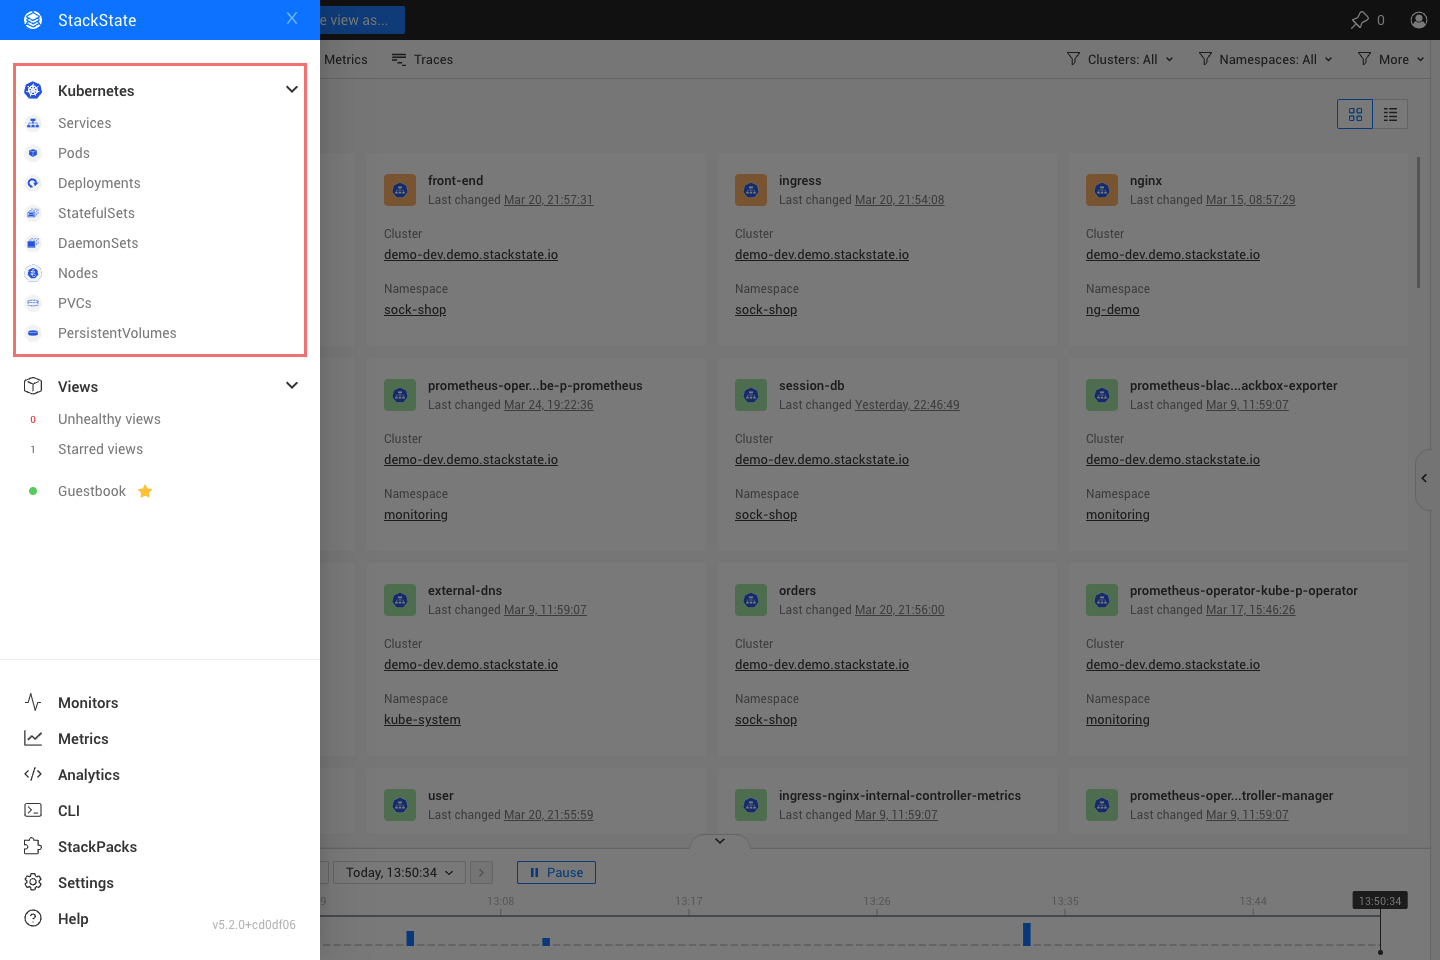 StackState
X
Kubernetes
Services
Pods
Deployments
StatefulSets
DaemonSets
Nodes
PVCs
PersistentVolumes
Views
0 Unhealthy views
1 Starred views
Guestbook
Monitors
Metrics
Analytics
CLI
StackPacks
Settings
Help
v5.2.0+cd0df06
view as...
0
Metrics
Traces
Clusters: All
Namespaces: All
More
front-end
Last changed Mar 20, 21:57:31
Cluster
demo-dev.demo.stackstate.io
Namespace
sock-shop
ingress
Last changed Mar 20, 21:54:08
Cluster
demo-dev.demo.stackstate.io
Namespace
sock-shop
nginx
Last changed Mar 15, 08:57:29
Cluster
demo-dev.demo.stackstate.io
Namespace
ng-demo
prometheus-oper...be-p-prometheus
Last changed Mar 24, 19:22:36
Cluster
demo-dev.demo.stackstate.io
Namespace
monitoring
session-db
Last changed Yesterday, 22:46:49
Cluster
demo-dev.demo.stackstate.io
Namespace
sock-shop
prometheus-blac...ackbox-exporter
Last changed Mar 9, 11:59:07
Cluster
demo-dev.demo.stackstate.io
Namespace
monitoring
external-dns
Last changed Mar 9, 11:59:07
Cluster
demo-dev.demo.stackstate.io
Namespace
kube-system
orders
Last changed Mar 20, 21:56:00
Cluster
demo-dev.demo.stackstate.io
Namespace
sock-shop
prometheus-operator-kube-p-operator
Last changed Mar 17, 15:46:26
Cluster
demo-dev.demo.stackstate.io
Namespace
monitoring
user
Last changed Mar 20, 21:55:59
ingress-nginx-internal-controller-metrics
Last changed Mar 9, 11:59:07
prometheus-oper...troller-manager
Last changed Mar 9, 11:59:07
Today, 13:50:34
Pause
13:08
13:17
13:26
13:35
13:44
13:50:34